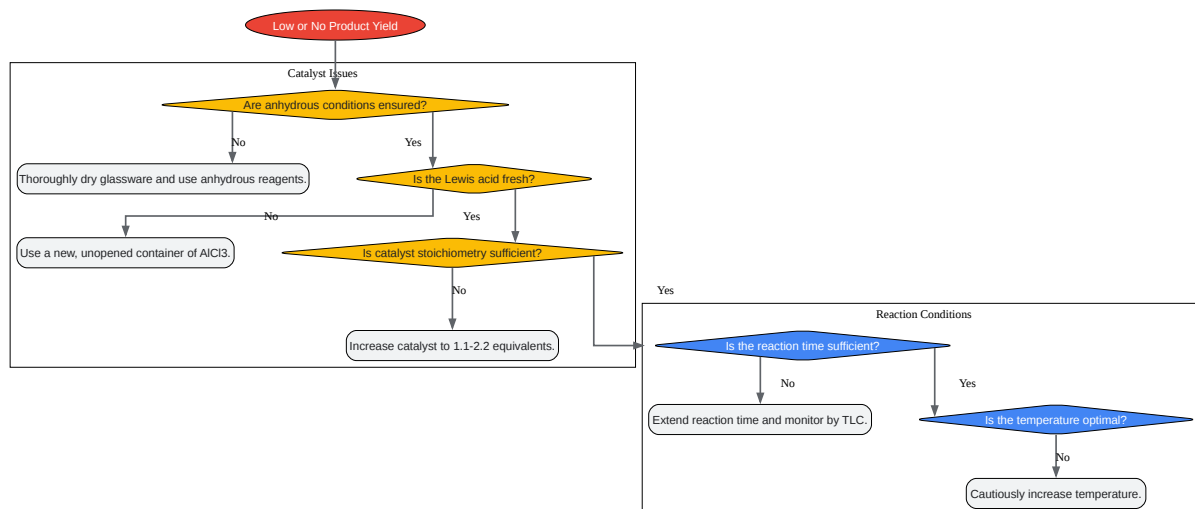 Low or No Product Yield
Catalyst Issues
Are anhydrous conditions ensured?
No
Yes
Thoroughly dry glassware and use anhydrous reagents.
Is the Lewis acid fresh?
No
Yes
Use a new, unopened container of AlCl3.
Is catalyst stoichiometry sufficient?
No
Yes
Increase catalyst to 1.1-2.2 equivalents.
Reaction Conditions
Is the reaction time sufficient?
No
Yes
Extend reaction time and monitor by TLC.
Is the temperature optimal?
No
Cautiously increase temperature.